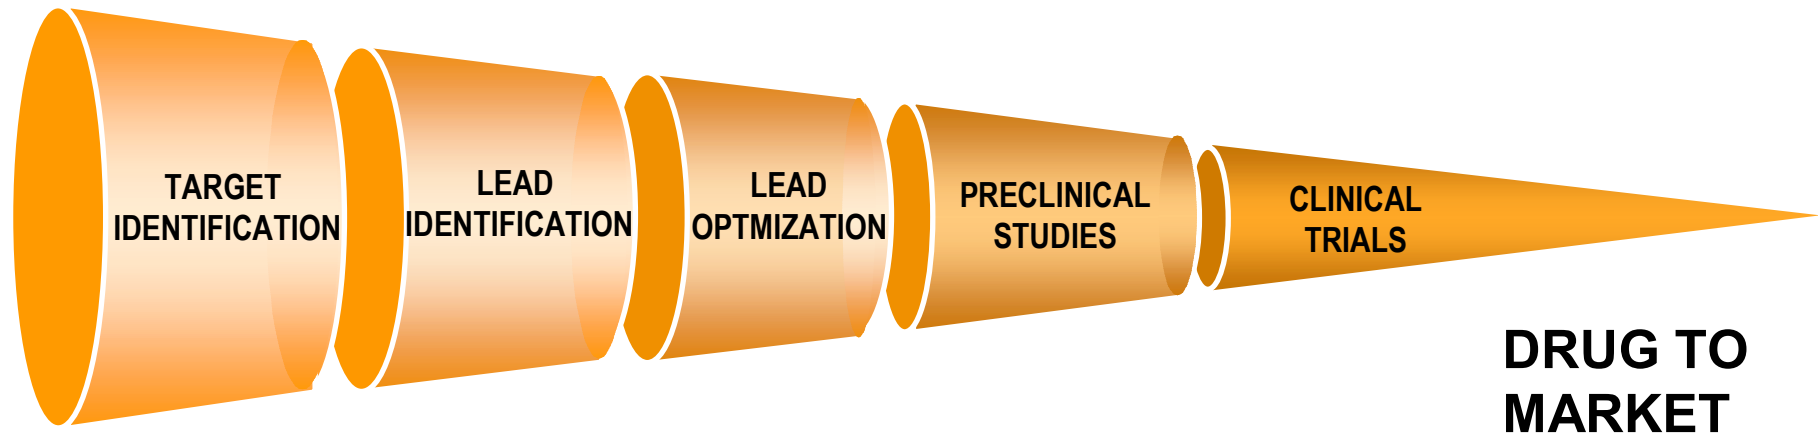 TARGET
IDENTIFICATION
LEAD
IDENTIFICATION
LEAD
OPTMIZATION
PRECLINICAL
STUDIES
CLINICAL
TRIALS
DRUG TO
MARKET